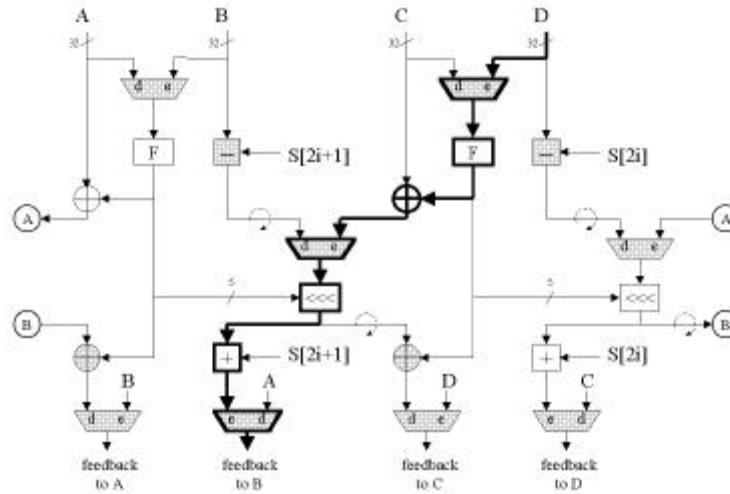 A B C D
32 32 32 32
d e d e
F − S[2i+1] F − S[2i]
A A
d e d e
5 <<< 5 <<<
B B
+ S[2i+1] + S[2i]
B A D C
d e e d d e e d
feedback to A
feedback to B
feedback to C
feedback to D